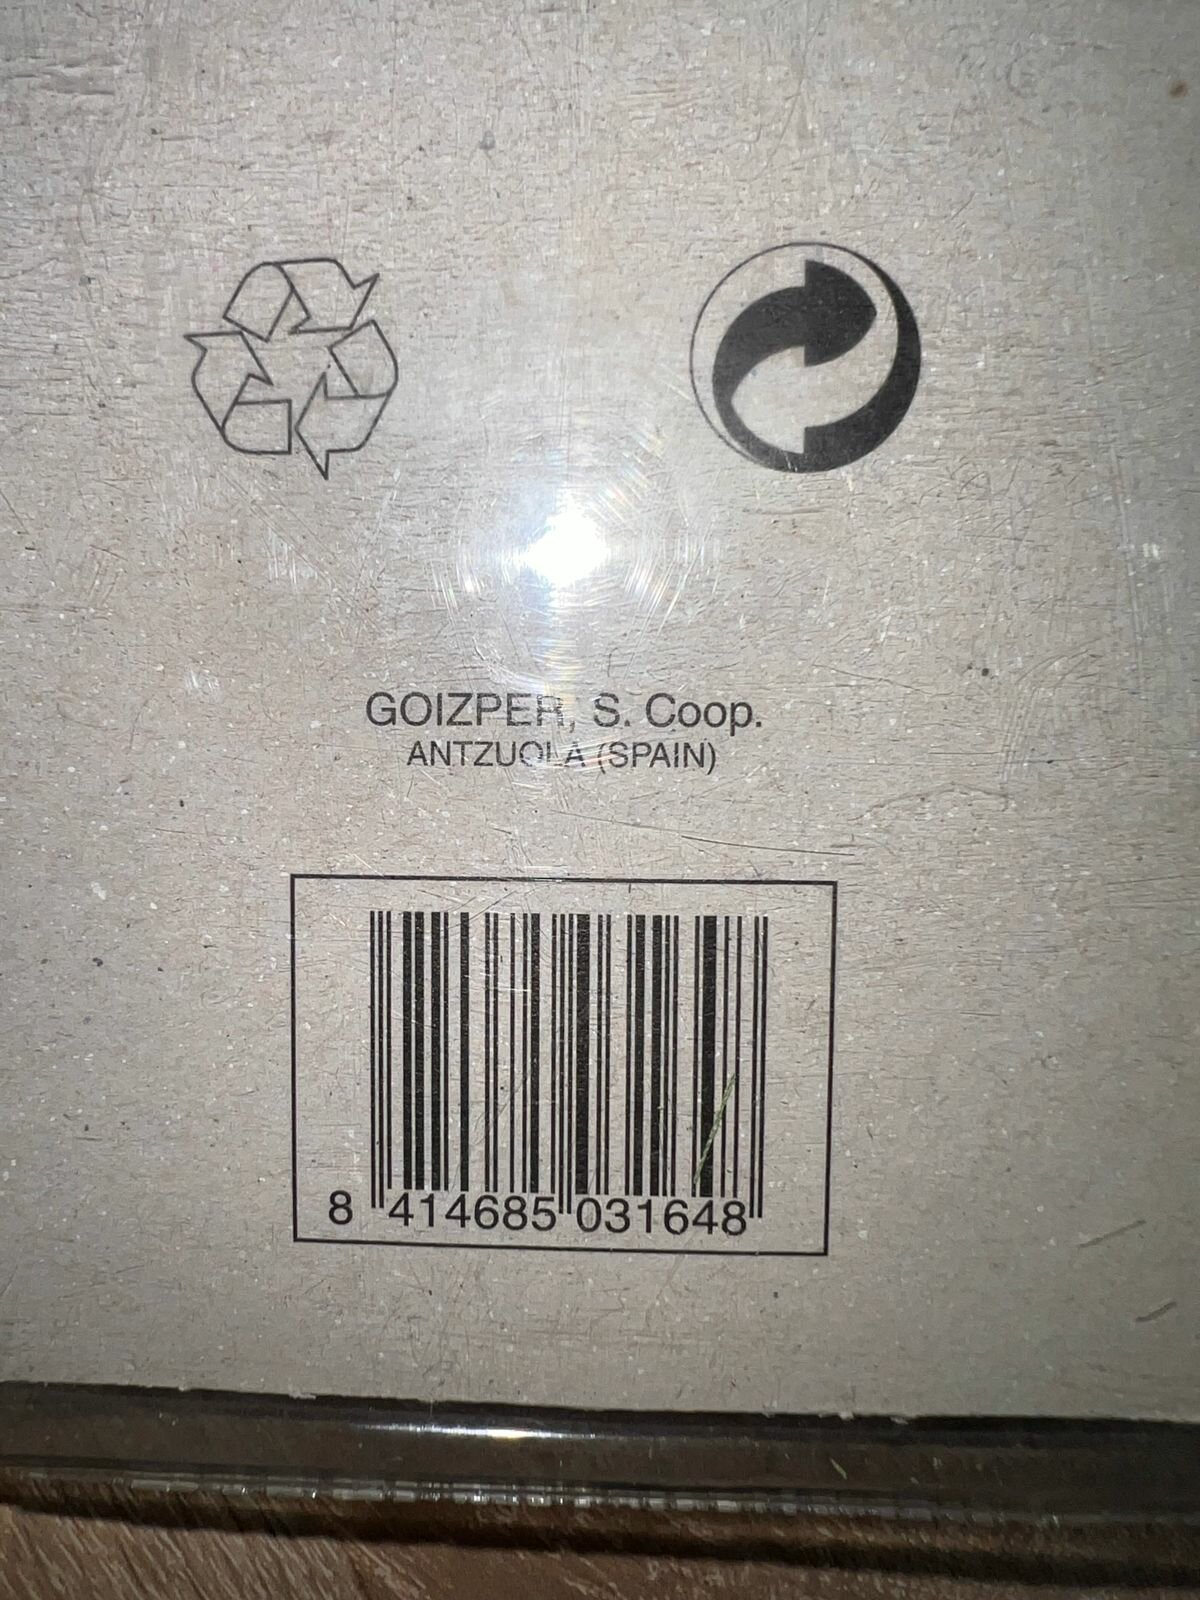 GOIZPER, S. Coop.
ANTZUOLA (SPAIN)
8 414685 031648